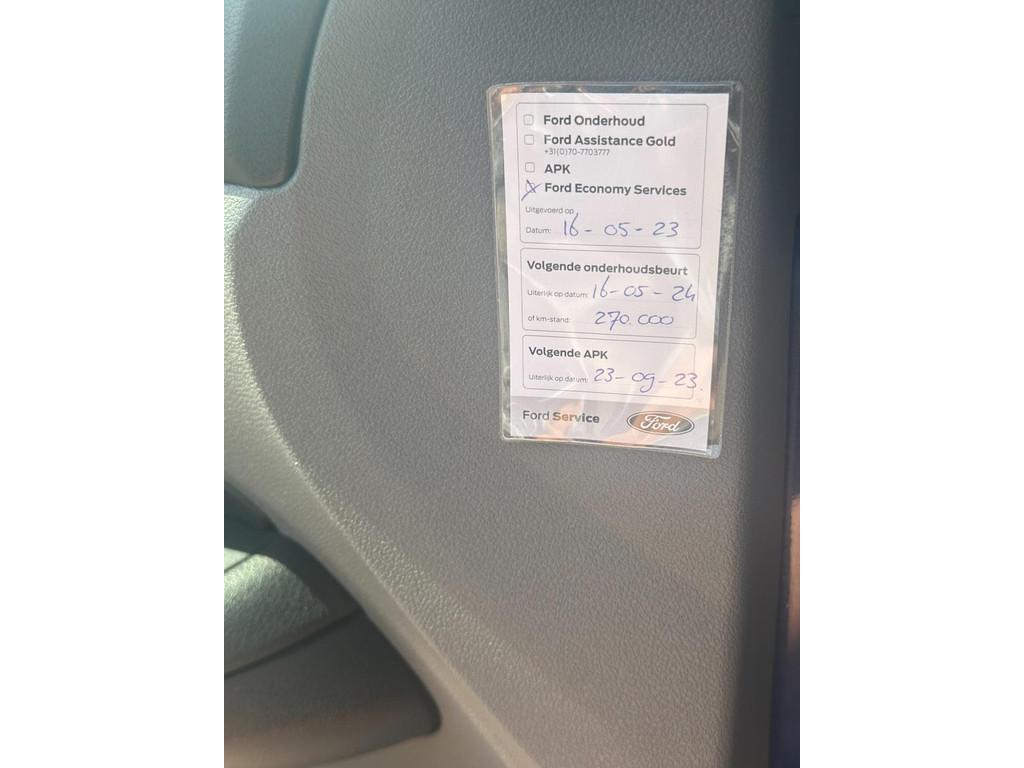 Ford Onderhoud
Ford Assistance Gold
+31(0)70-7703777
APK
Ford Economy Services
Uitgevoerd op
Datum: 16-05-23
Volgende onderhoudsbeurt
Uiterlijk op datum: 16-05-24
of km-stand: 270.000
Volgende APK
Uiterlijk op datum: 23-09-23.
Ford Service
Ford